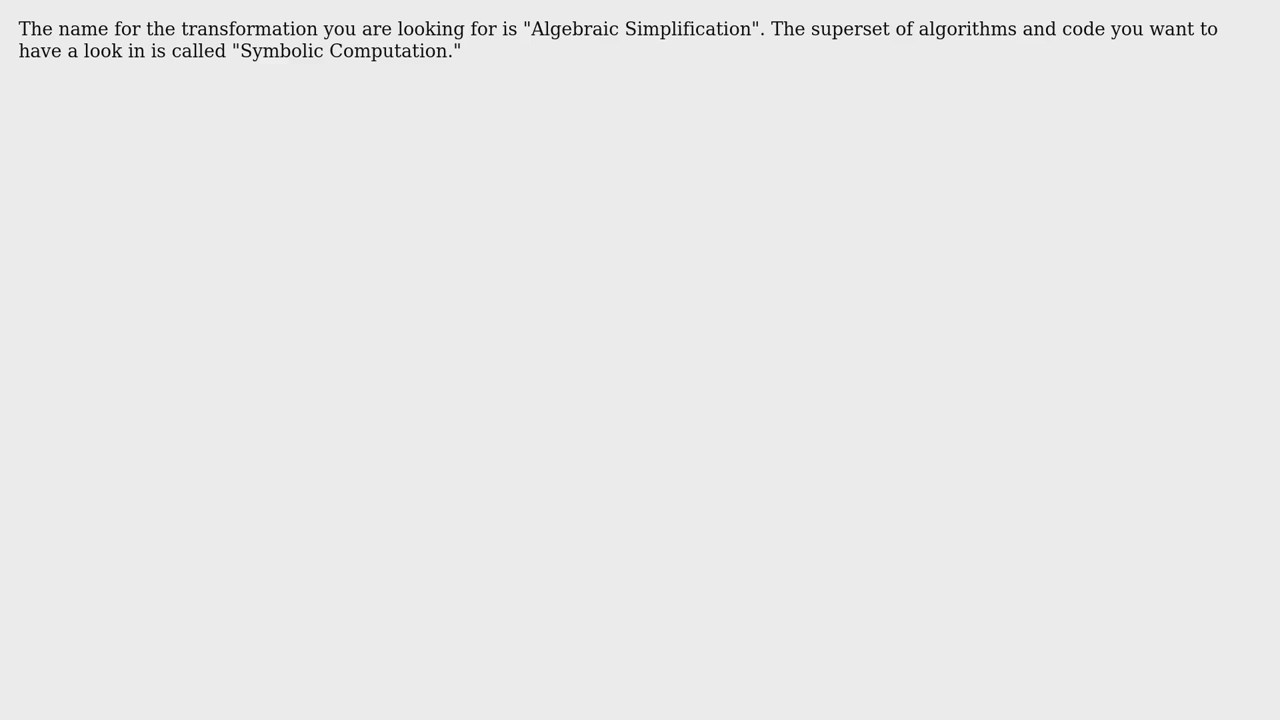 The name for the transformation you are looking for is "Algebraic Simplification". The superset of algorithms and code you want to
have a look in is called "Symbolic Computation."